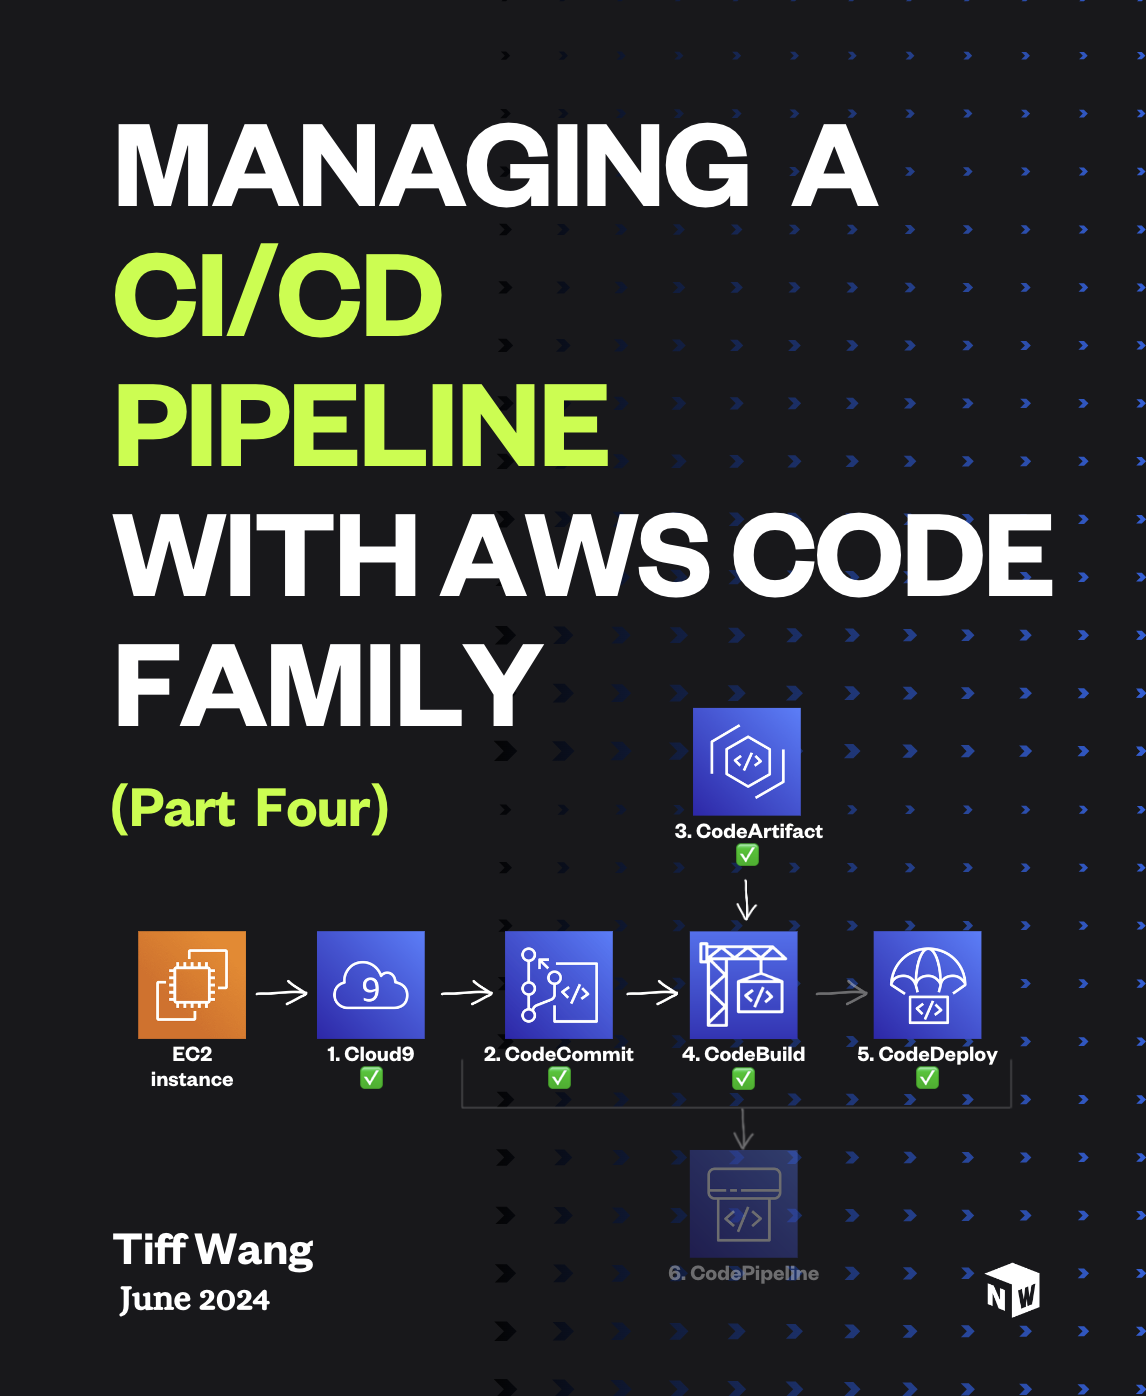 MANAGING A
CI/CD
PIPELINE
WITH AWS CODE
FAMILY
(Part Four)
3. CodeArtifact
9
EC2
instance
1. Cloud9
2. CodeCommit
4. CodeBuild
5. CodeDeploy
6. CodePipeline
Tiff Wang
June 2024
NW